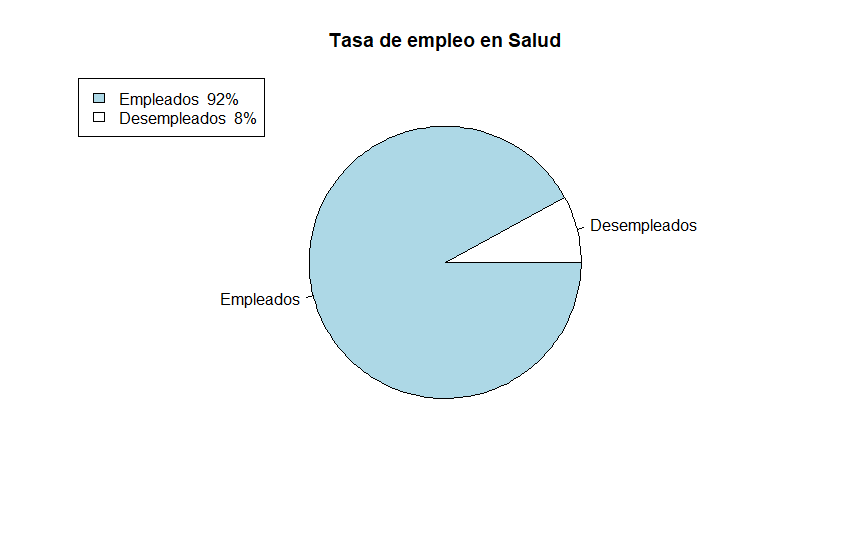 Tasa de empleo en Salud
Empleados 92%
Desempleados 8%
Desempleados
Empleados